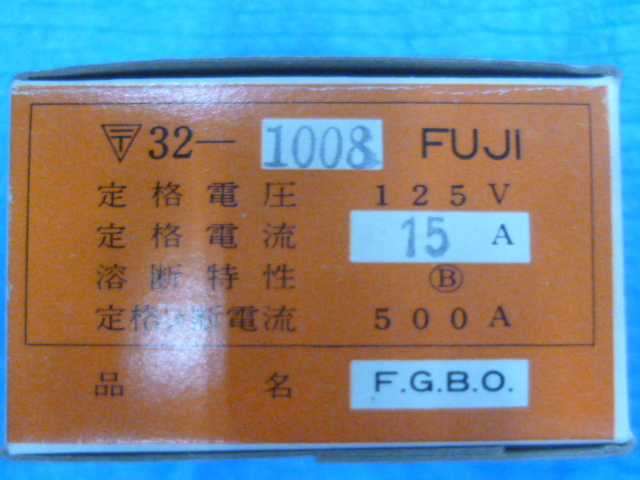 〒32— 1008 FUJI
定格電圧 125V
定格電流 15 A
溶断特性 Ⓑ
定格 断電流 500A
品名 F.G.B.O.